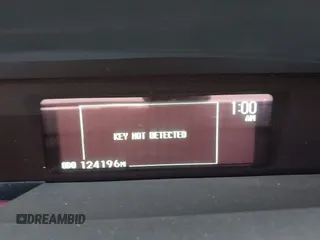 1:00
AM
KEY NOT DETECTED
ODO 124196MI
DREAMBID